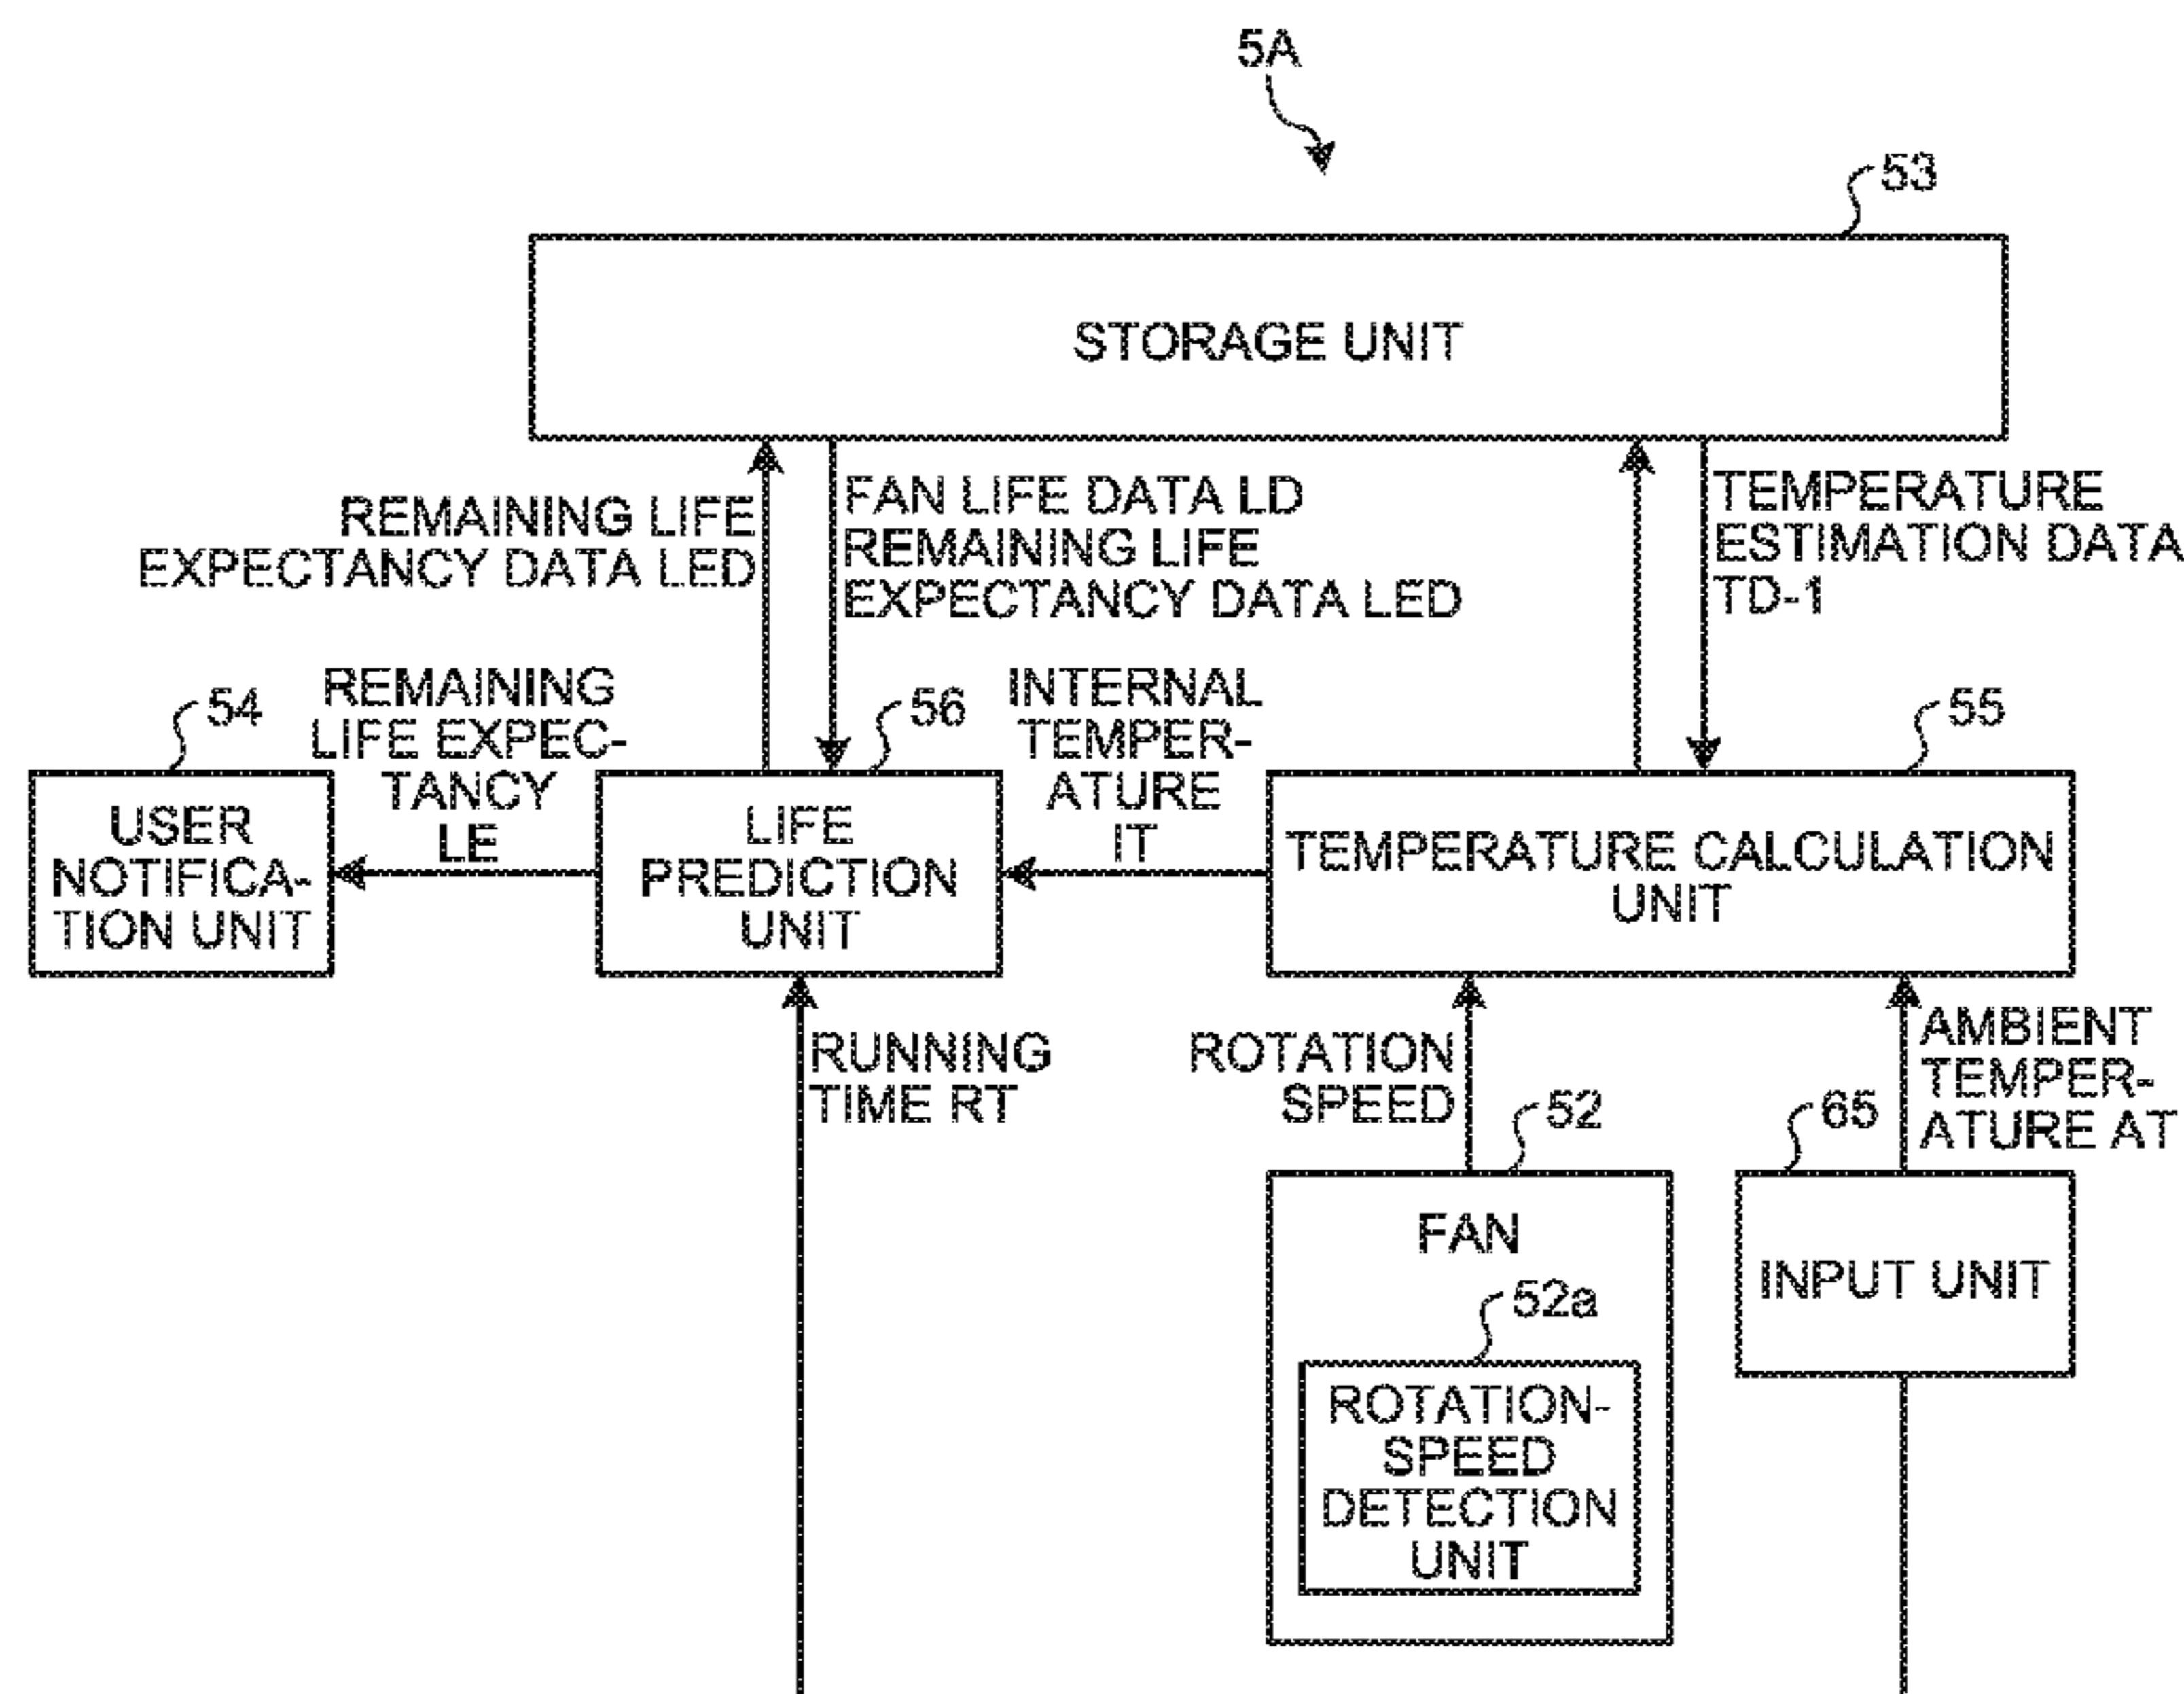 5A
53
STORAGE UNIT
REMAINING LIFE
EXPECTANCY DATA LED
FAN LIFE DATA LD
REMAINING LIFE
EXPECTANCY DATA LED
TEMPERATURE
ESTIMATION DATA
TD-1
54
REMAINING
LIFE EXPEC-
TANCY
LE
56
INTERNAL
TEMPER-
ATURE
IT
55
USER
NOTIFICA-
TION UNIT
LIFE
PREDICTION
UNIT
TEMPERATURE CALCULATION
UNIT
RUNNING
TIME RT
ROTATION
SPEED
52
65
AMBIENT
TEMPER-
ATURE AT
FAN
52a
ROTATION-
SPEED
DETECTION
UNIT
INPUT UNIT